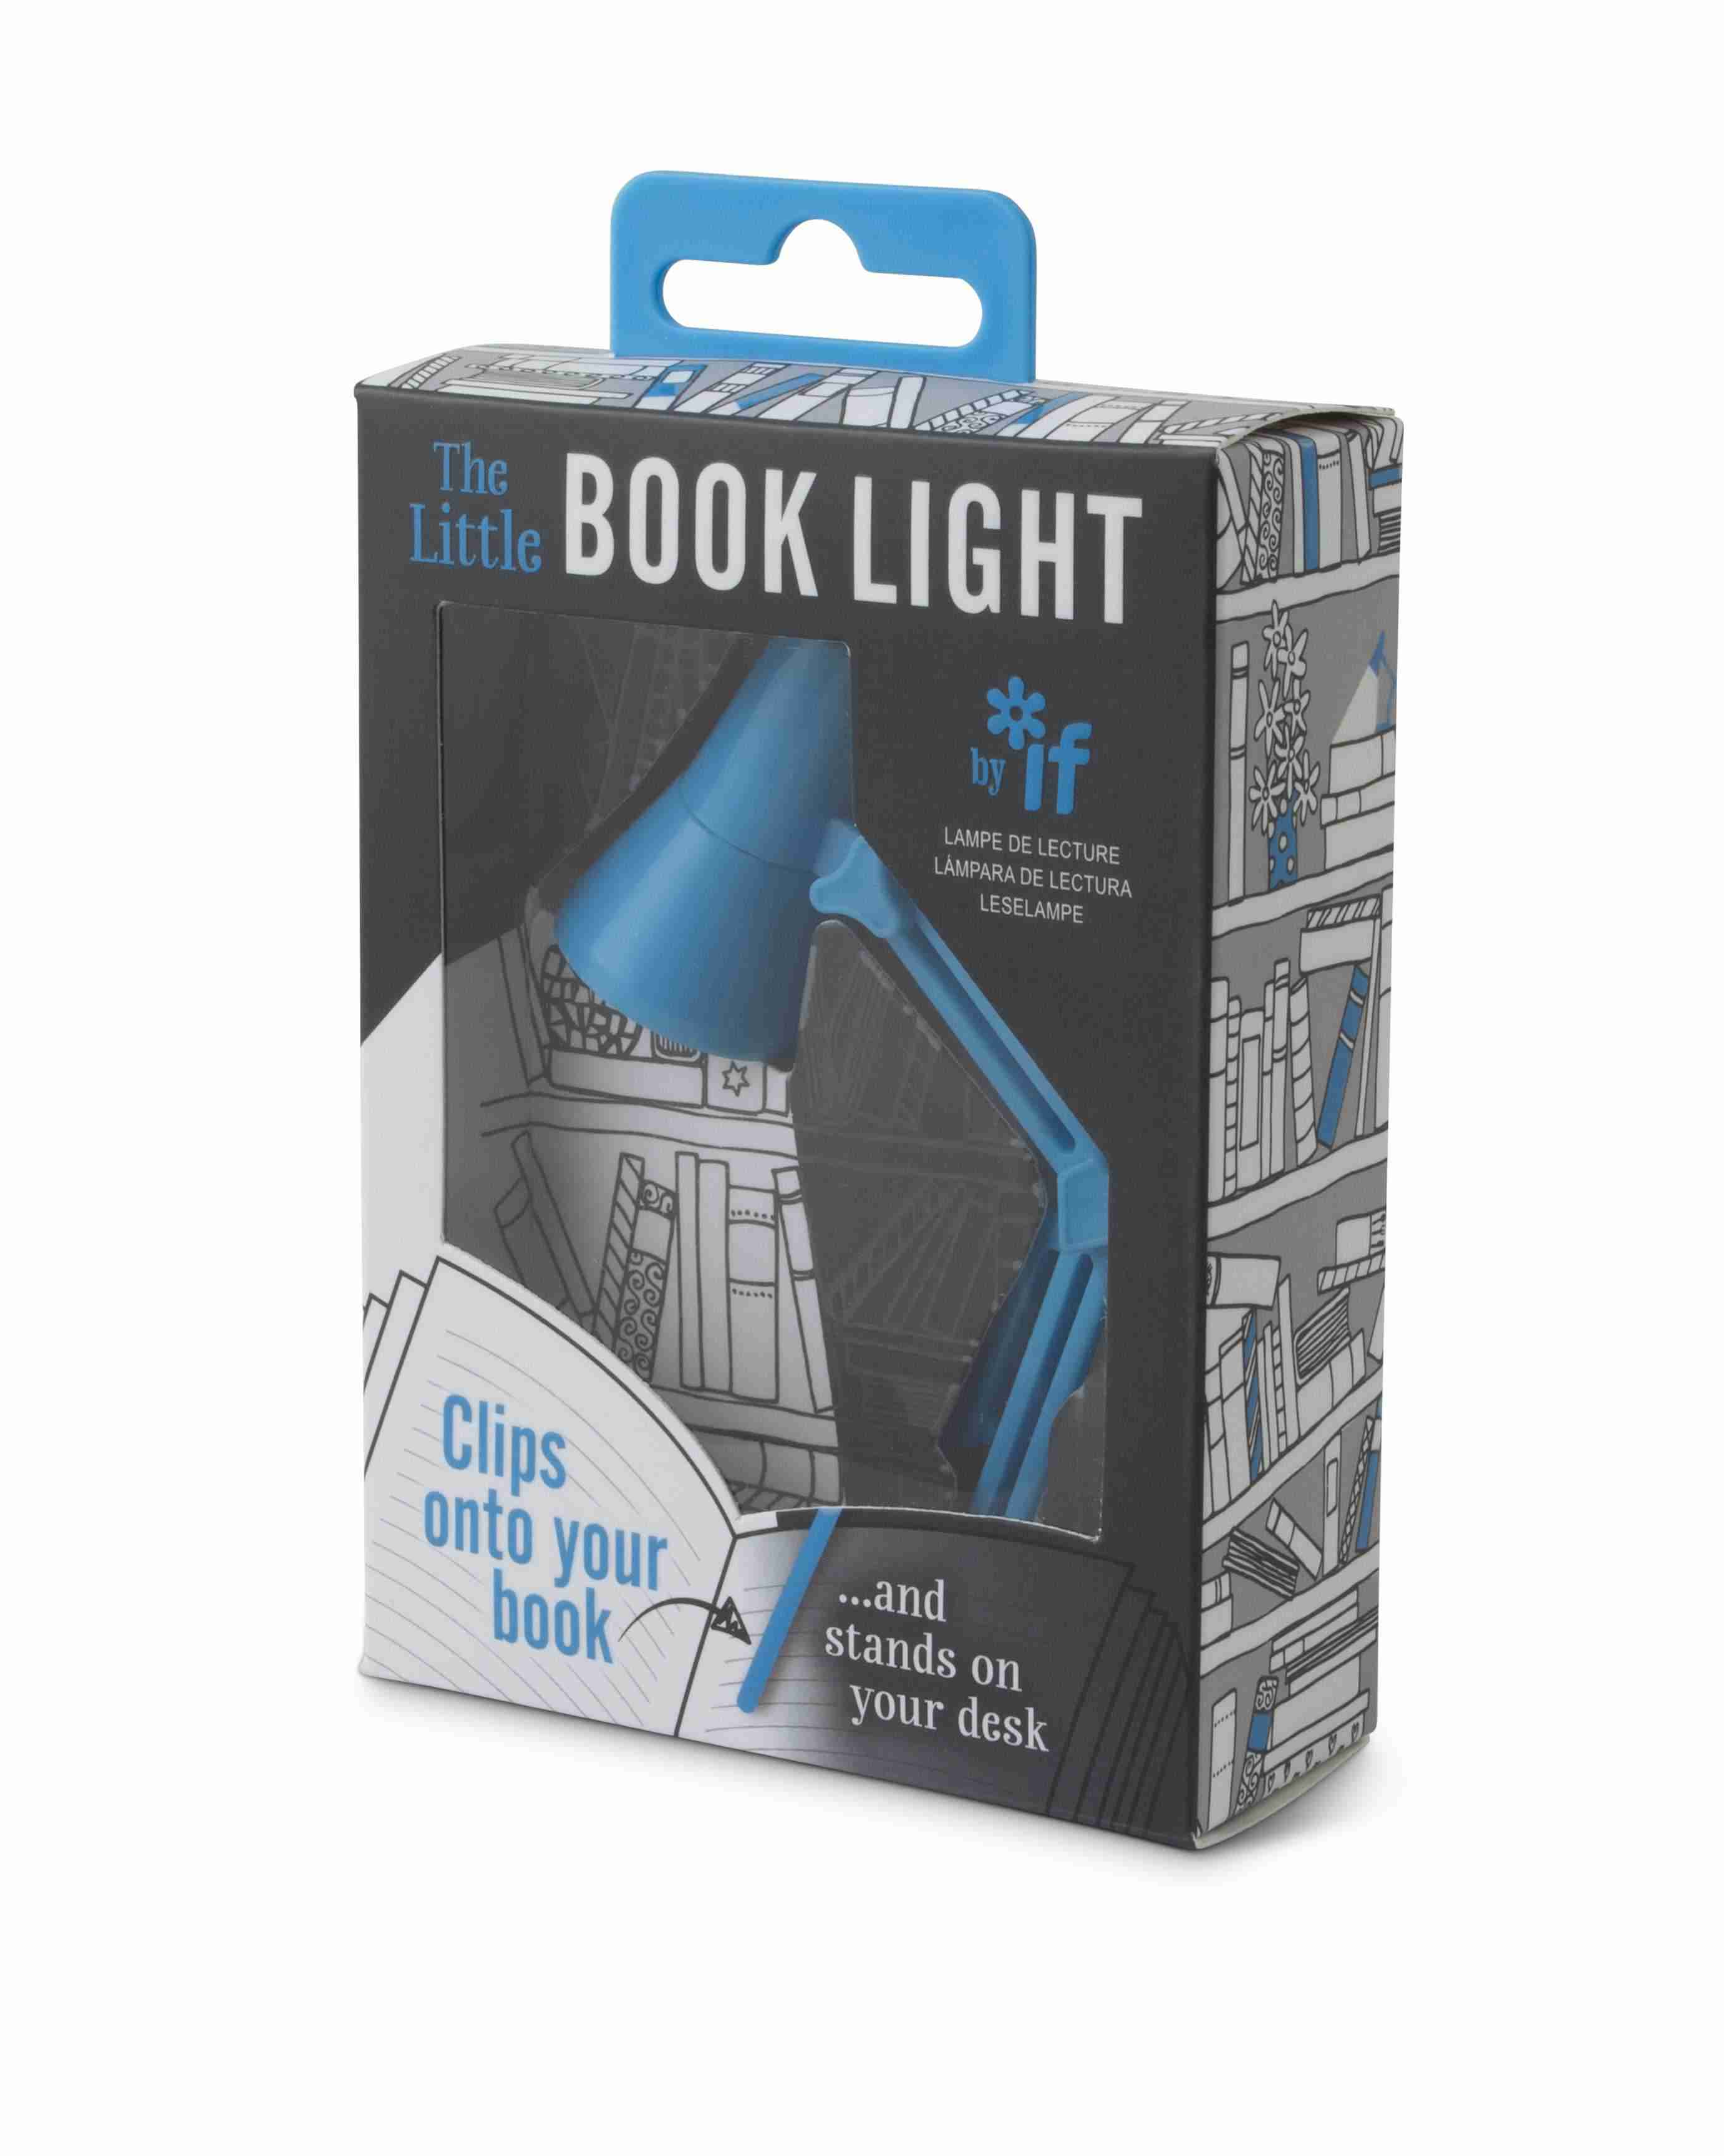 The
Little
BOOK LIGHT
by if
LAMPE DE LECTURE
LÁMPARA DE LECTURA
LESELAMPE
Clips
onto your
book
...and
stands on
your desk